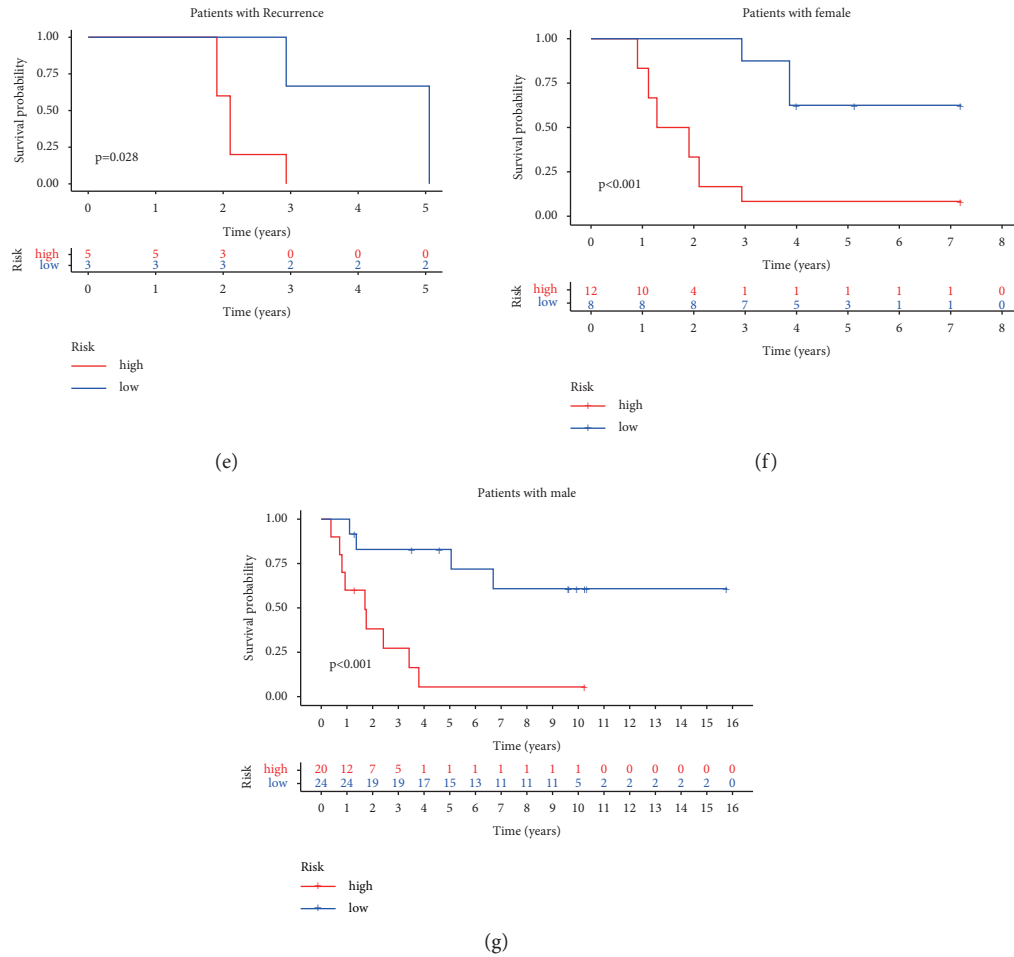 Patients with Recurrence
1.00
0.75
0.50
0.25
0.00
Survival probability
p=0.028
0 1 2 3 4 5
Time (years)
Risk
high 5 5 3 0 0 0
low 3 3 3 2 2 2
0 1 2 3 4 5
Time (years)
Risk
high
low
(e)
Patients with female
1.00
0.75
0.50
0.25
0.00
Survival probability
p<0.001
0 1 2 3 4 5 6 7 8
Time (years)
Risk
high 12 10 4 1 1 1 1 1 0
low 8 8 8 7 5 3 1 1 0
0 1 2 3 4 5 6 7 8
Time (years)
Risk
high
low
(f)
Patients with male
1.00
0.75
0.50
0.25
0.00
Survival probability
p<0.001
0 1 2 3 4 5 6 7 8 9 10 11 12 13 14 15 16
Time (years)
Risk
high 20 12 7 5 1 1 1 1 1 1 1 0 0 0 0 0 0
low 24 24 19 19 17 15 13 11 11 11 5 2 2 2 2 2 0
0 1 2 3 4 5 6 7 8 9 10 11 12 13 14 15 16
Time (years)
Risk
high
low
(g)